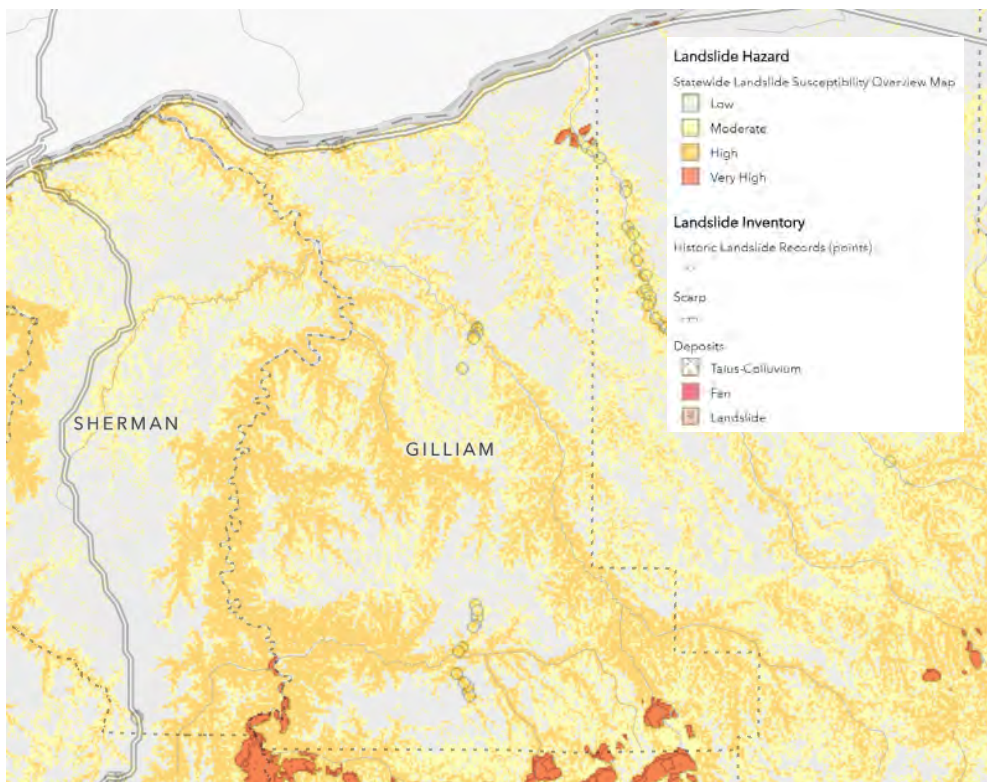 Landslide Hazard
Statewide Landslide Susceptibility Overview Map
Low
Moderate
High
Very High
Landslide Inventory
Historic Landslide Records (points)
Scarp
Deposits
Talus-Colluvium
Fan
Landslide
SHERMAN
GILLIAM